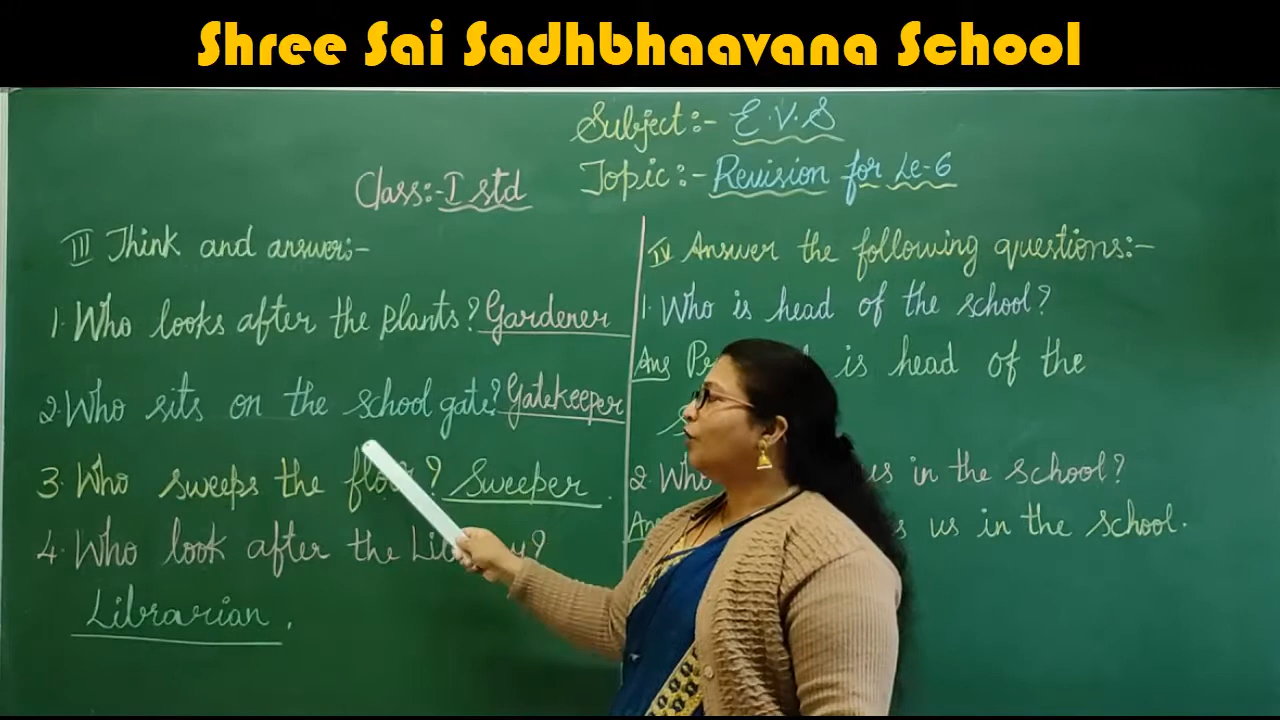 Shree Sai Sadhbhaavana School
Subject:- E.V.S
Topic:- Revision for Le-6
Class:- I std
III Think and answer:-
1. Who looks after the plants? Gardener
2. Who sits on the school gate? Gatekeeper
3. Who sweeps the floor? Sweeper.
4. Who look after the Library?
Librarian.
IV Answer the following questions:-
1. Who is head of the school?
Ans is head of the
2. Who us in the school?
us in the school.